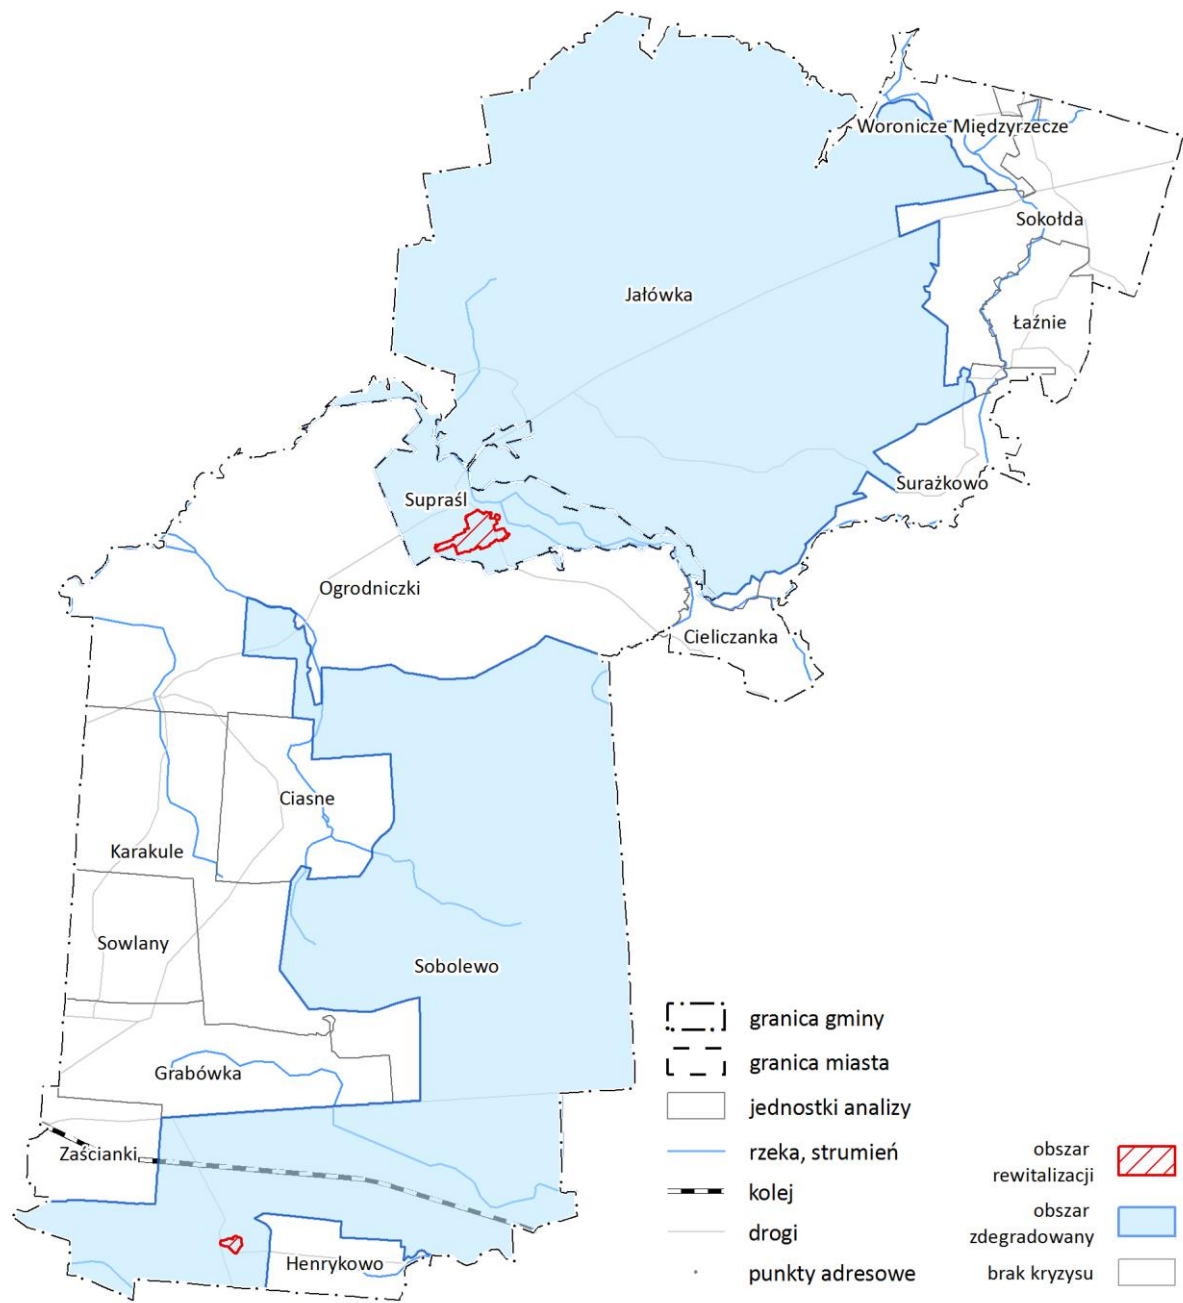 Woronicze Międzyrzecze
Sokołda
Jałówka
Łaźnie
Surażkowo
Supraśl
Ogrodniczki
Cieliczanka
Ciasne
Karakule
Sowlany
Sobolewo
Grabówka
Zaścianki
Henrykowo
granica gminy
granica miasta
jednostki analizy
rzeka, strumień
kolej
drogi
punkty adresowe
obszar
rewitalizacji
obszar
zdegradowany
brak kryzysu